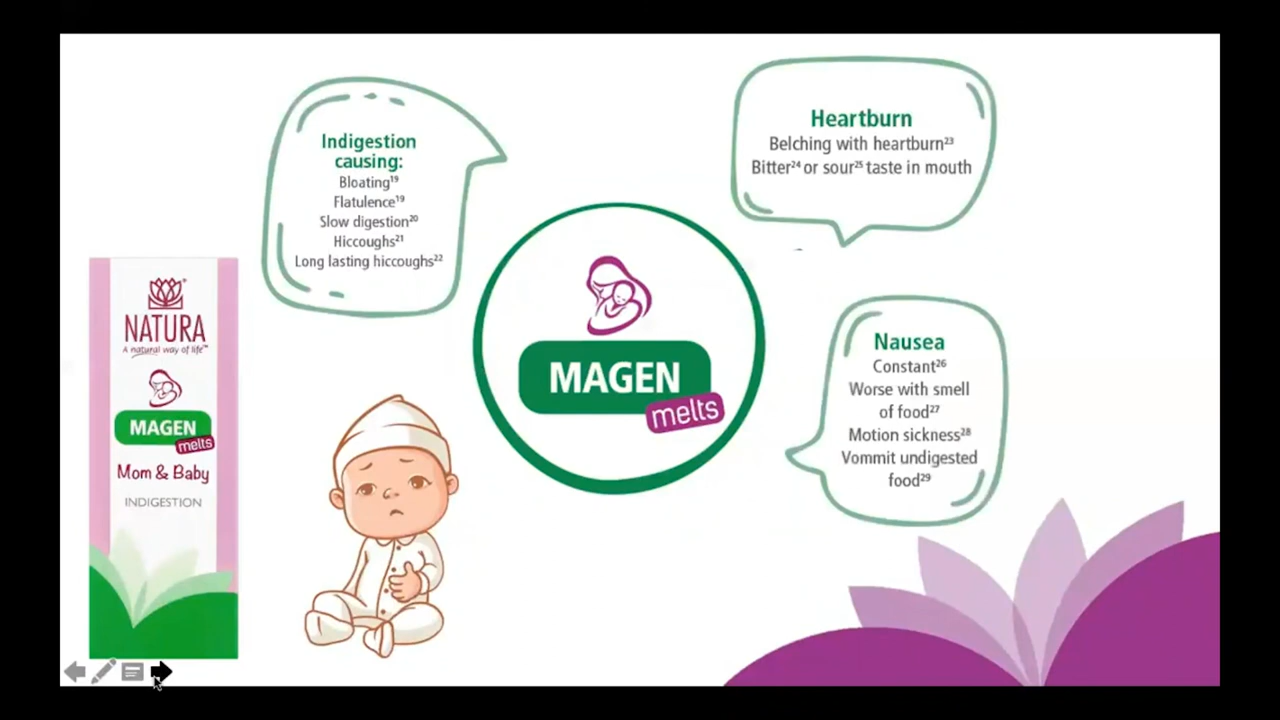 Indigestion
causing:
Bloating¹⁹
Flatulence¹⁹
Slow digestion²⁰
Hiccoughs²¹
Long lasting hiccoughs²²
Heartburn
Belching with heartburn²³
Bitter²⁴ or sour²⁵ taste in mouth
MAGEN
melts
Nausea
Constant²⁶
Worse with smell
of food²⁷
Motion sickness²⁸
Vommit undigested
food²⁹
NATURA®
A natural way of life™
MAGEN
melts
Mom & Baby
INDIGESTION